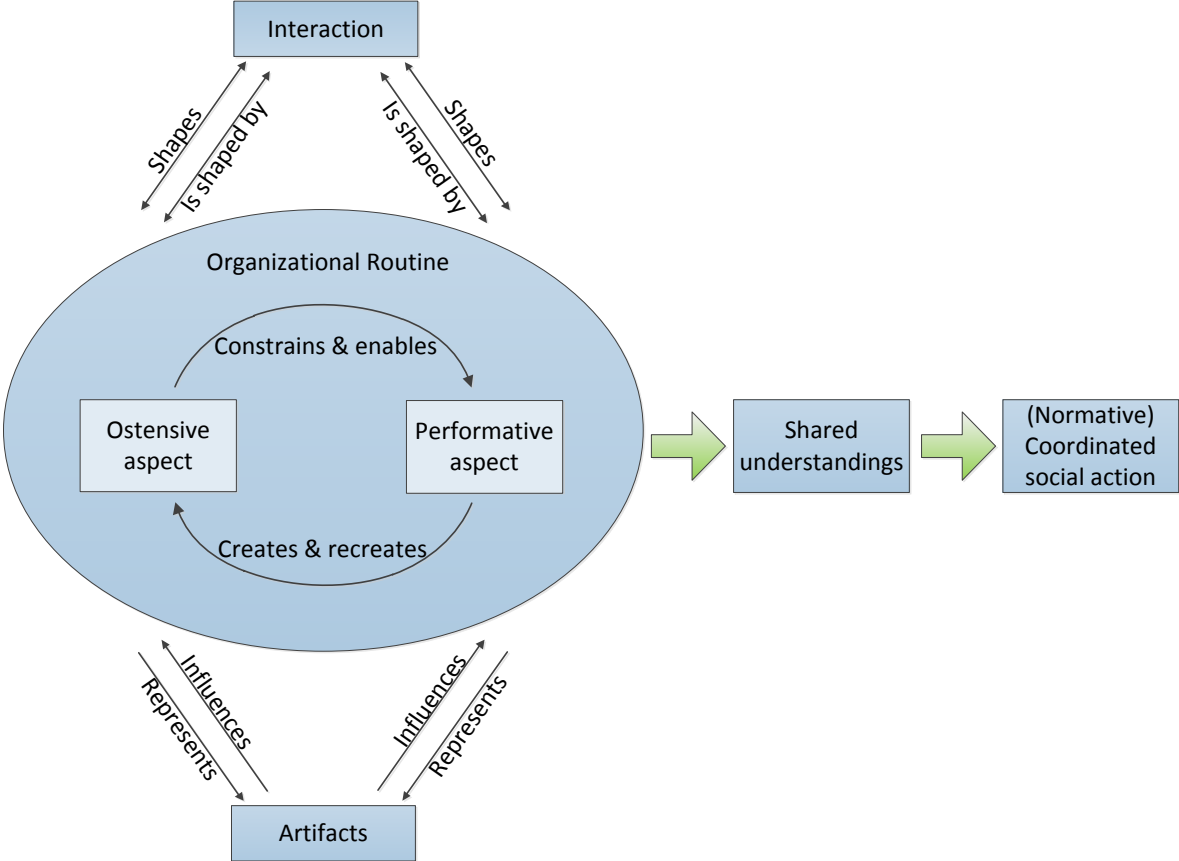 Interaction
Shapes
Is shaped by
Is shaped by
Shapes
Organizational Routine
Constrains & enables
Ostensive
aspect
Performative
aspect
Creates & recreates
Shared
understandings
(Normative)
Coordinated
social action
Represents
Influences
Influences
Represents
Artifacts